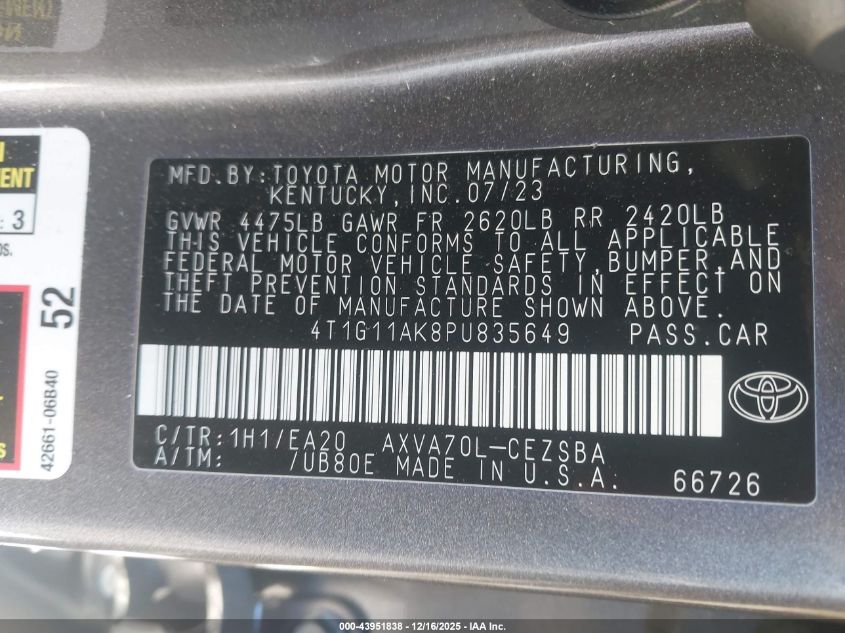 MFD.BY:TOYOTA MOTOR MANUFACTURING,
KENTUCKY,INC.07/23
GVWR 4475LB GAWR FR 2620LB RR 2420LB
THIS VEHICLE CONFORMS TO ALL APPLICABLE
FEDERAL MOTOR VEHICLE SAFETY,BUMPER,AND
THEFT PREVENTION STANDARDS IN EFFECT ON
THE DATE OF MANUFACTURE SHOWN ABOVE.
4T1G11AK8PU835649 PASS.CAR
C/TR:1H1/EA20 AXVA70L-CEZSBA
A/TM: /UB80E MADE IN U.S.A.
66726
: 3
52
42661-06B40
000-43951838 - 12/16/2025 - IAA Inc.